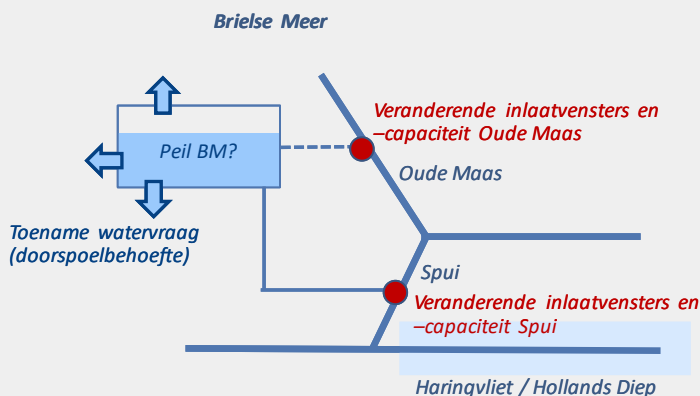 Brielse Meer
Veranderende inlaatvensters en
–capaciteit Oude Maas
Peil BM?
Oude Maas
Toename watervraag
(doorspoelbehoefte)
Spui
Veranderende inlaatvensters en
–capaciteit Spui
Haringvliet / Hollands Diep